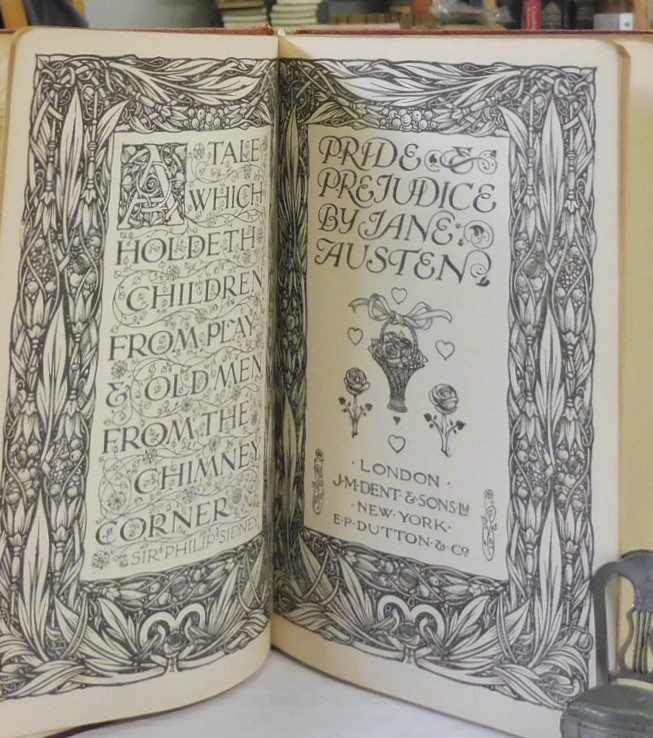 A TALE
WHICH
HOLDETH
CHILDREN
FROM PLAY
& OLD MEN
FROM THE
CHIMNEY
CORNER
SIR PHILIP SIDNEY
PRIDE &
PREJUDICE
BY JANE
AUSTEN
· LONDON ·
J·M·DENT·&·SONS·Ltd
· NEW·YORK·
E·P·DUTTON·&·Co